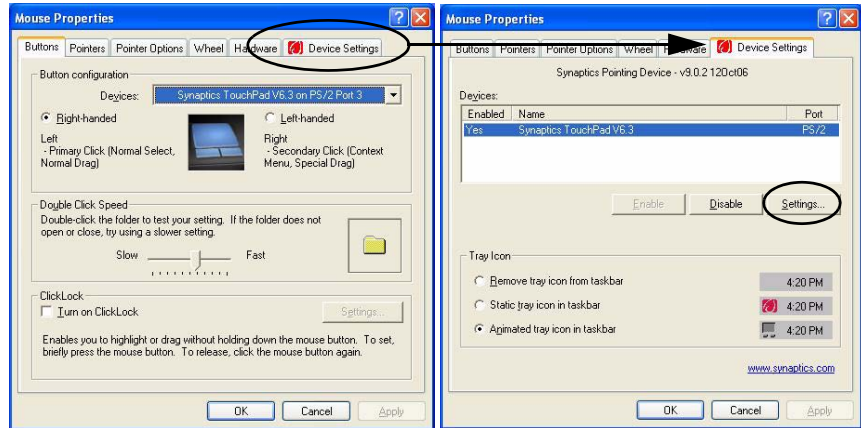 Mouse Properties
Buttons Pointers Pointer Options Wheel Hardware Device Settings
Button configuration
Devices: Synaptics TouchPad V6.3 on PS/2 Port 3
Right-handed
Left-handed
Left
- Primary Click (Normal Select,
Normal Drag)
Right
- Secondary Click (Context
Menu, Special Drag)
Double Click Speed
Double-click the folder to test your setting. If the folder does not
open or close, try using a slower
setting.
Slow Fast
ClickLock
Turn on ClickLock
Settings...
Enables you to highlight or drag without holding down the mouse button. To set,
briefly press the mouse button. To release, click the mouse button again.
OK Cancel Apply
Mouse Properties
Buttons Pointers Pointer Options Wheel Hardware Device Settings
Synaptics Pointing Device - v9.0.2 12Oct06
Devices:
Enabled Name Port
Yes Synaptics TouchPad V6.3 PS/2
Enable Disable Settings...
Tray Icon
Remove tray icon from taskbar 4:20 PM
Static tray icon in taskbar 4:20 PM
Animated tray icon in taskbar 4:20 PM
www.synaptics.com
OK Cancel Apply